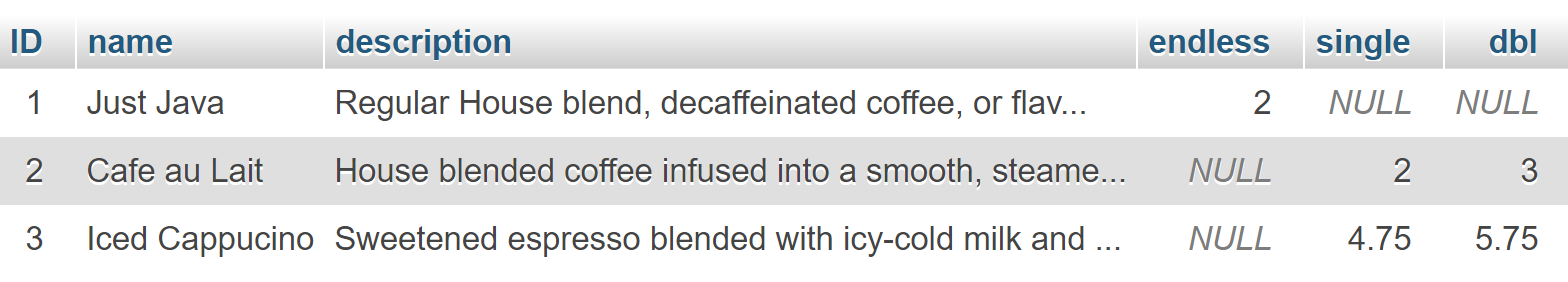 ID name description endless single dbl
1 Just Java Regular House blend, decaffeinated coffee, or flav... 2 NULL NULL
2 Cafe au Lait House blended coffee infused into a smooth, steame... NULL 2 3
3 Iced Cappucino Sweetened espresso blended with icy-cold milk and ... NULL 4.75 5.75